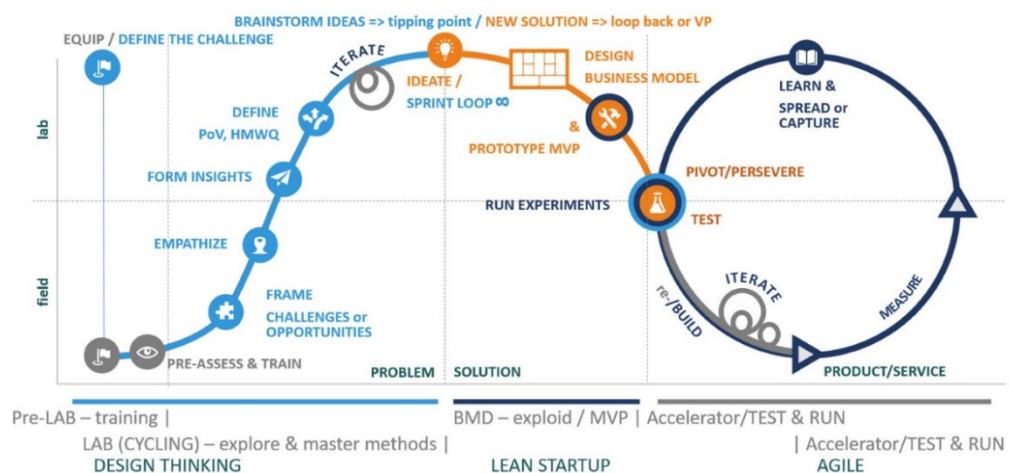 BRAINSTORM IDEAS => tipping point / NEW SOLUTION => loop back or VP
EQUIP / DEFINE THE CHALLENGE
ITERATE
IDEATE /
SPRINT LOOP ∞
DESIGN
BUSINESS MODEL
&
PROTOTYPE MVP
LEARN &
SPREAD or
CAPTURE
DEFINE
PoV, HMWQ
lab
FORM INSIGHTS
PIVOT/PERSEVERE
RUN EXPERIMENTS
TEST
EMPATHIZE
field
FRAME
CHALLENGES or
OPPORTUNITIES
ITERATE
re-/BUILD
MEASURE
PRE-ASSESS & TRAIN
PROBLEM
SOLUTION
PRODUCT/SERVICE
Pre-LAB – training |
BMD – exploid / MVP |
Accelerator/TEST & RUN
LAB (CYCLING) – explore & master methods |
| Accelerator/TEST & RUN
DESIGN THINKING
LEAN STARTUP
AGILE